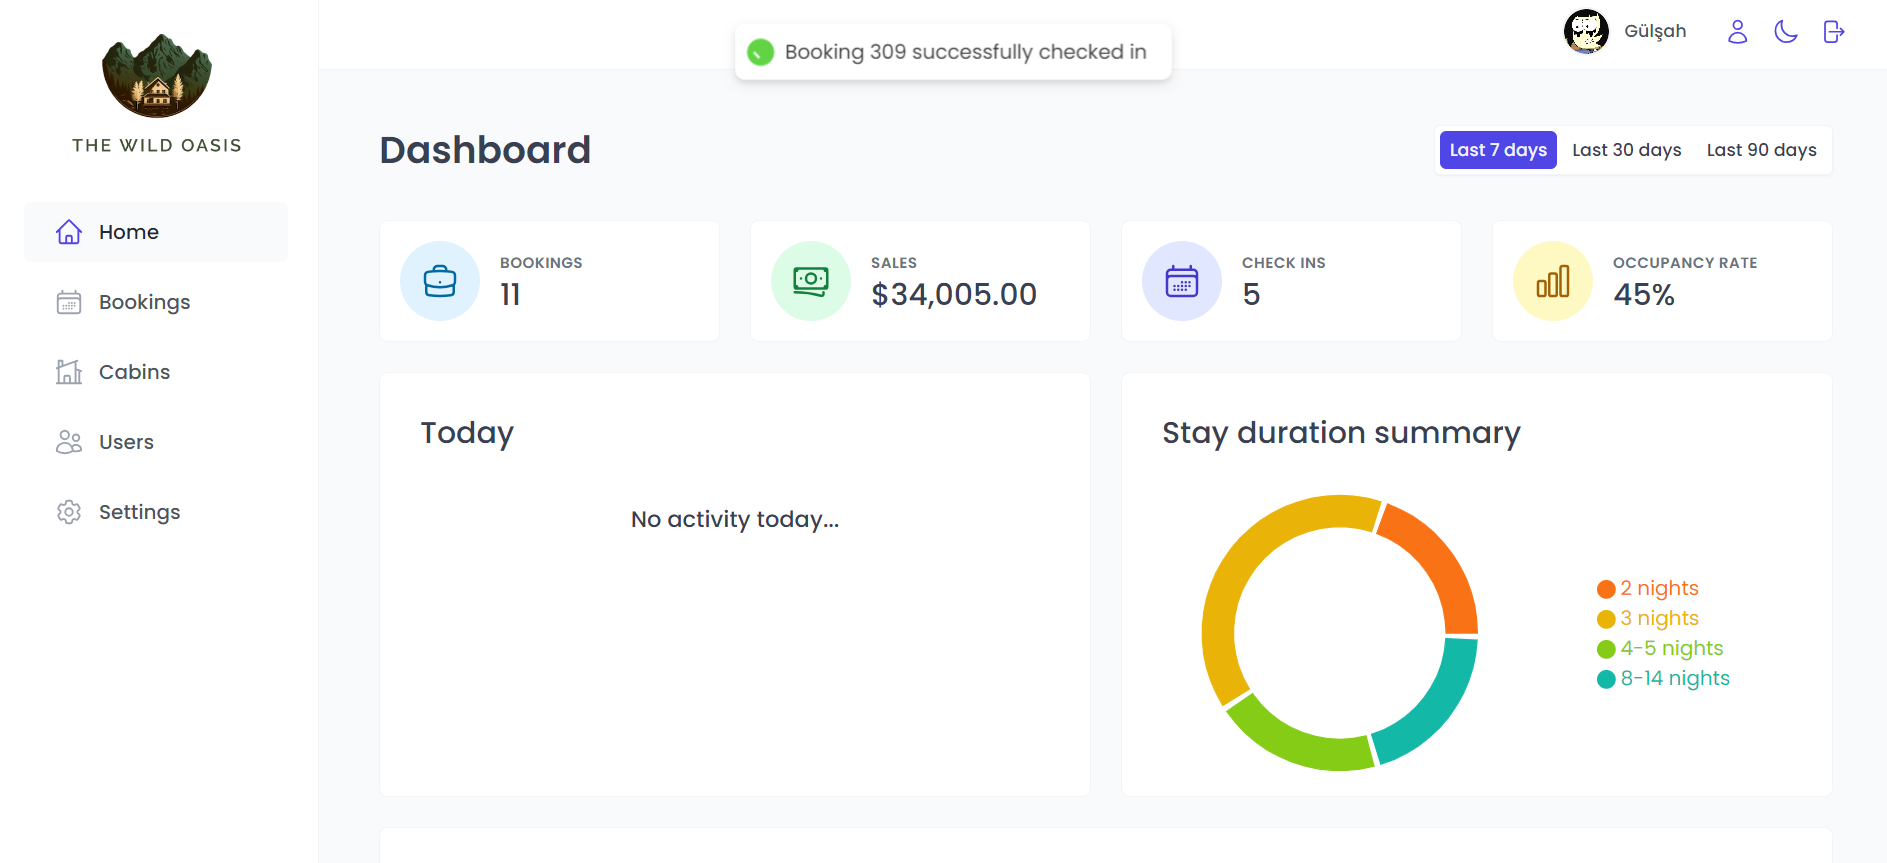 Booking 309 successfully checked in
Gülşah
THE WILD OASIS
Home
Bookings
Cabins
Users
Settings
Dashboard
Last 7 days Last 30 days Last 90 days
BOOKINGS
11
SALES
$34,005.00
CHECK INS
5
OCCUPANCY RATE
45%
Today
No activity today...
Stay duration summary
2 nights
3 nights
4-5 nights
8-14 nights